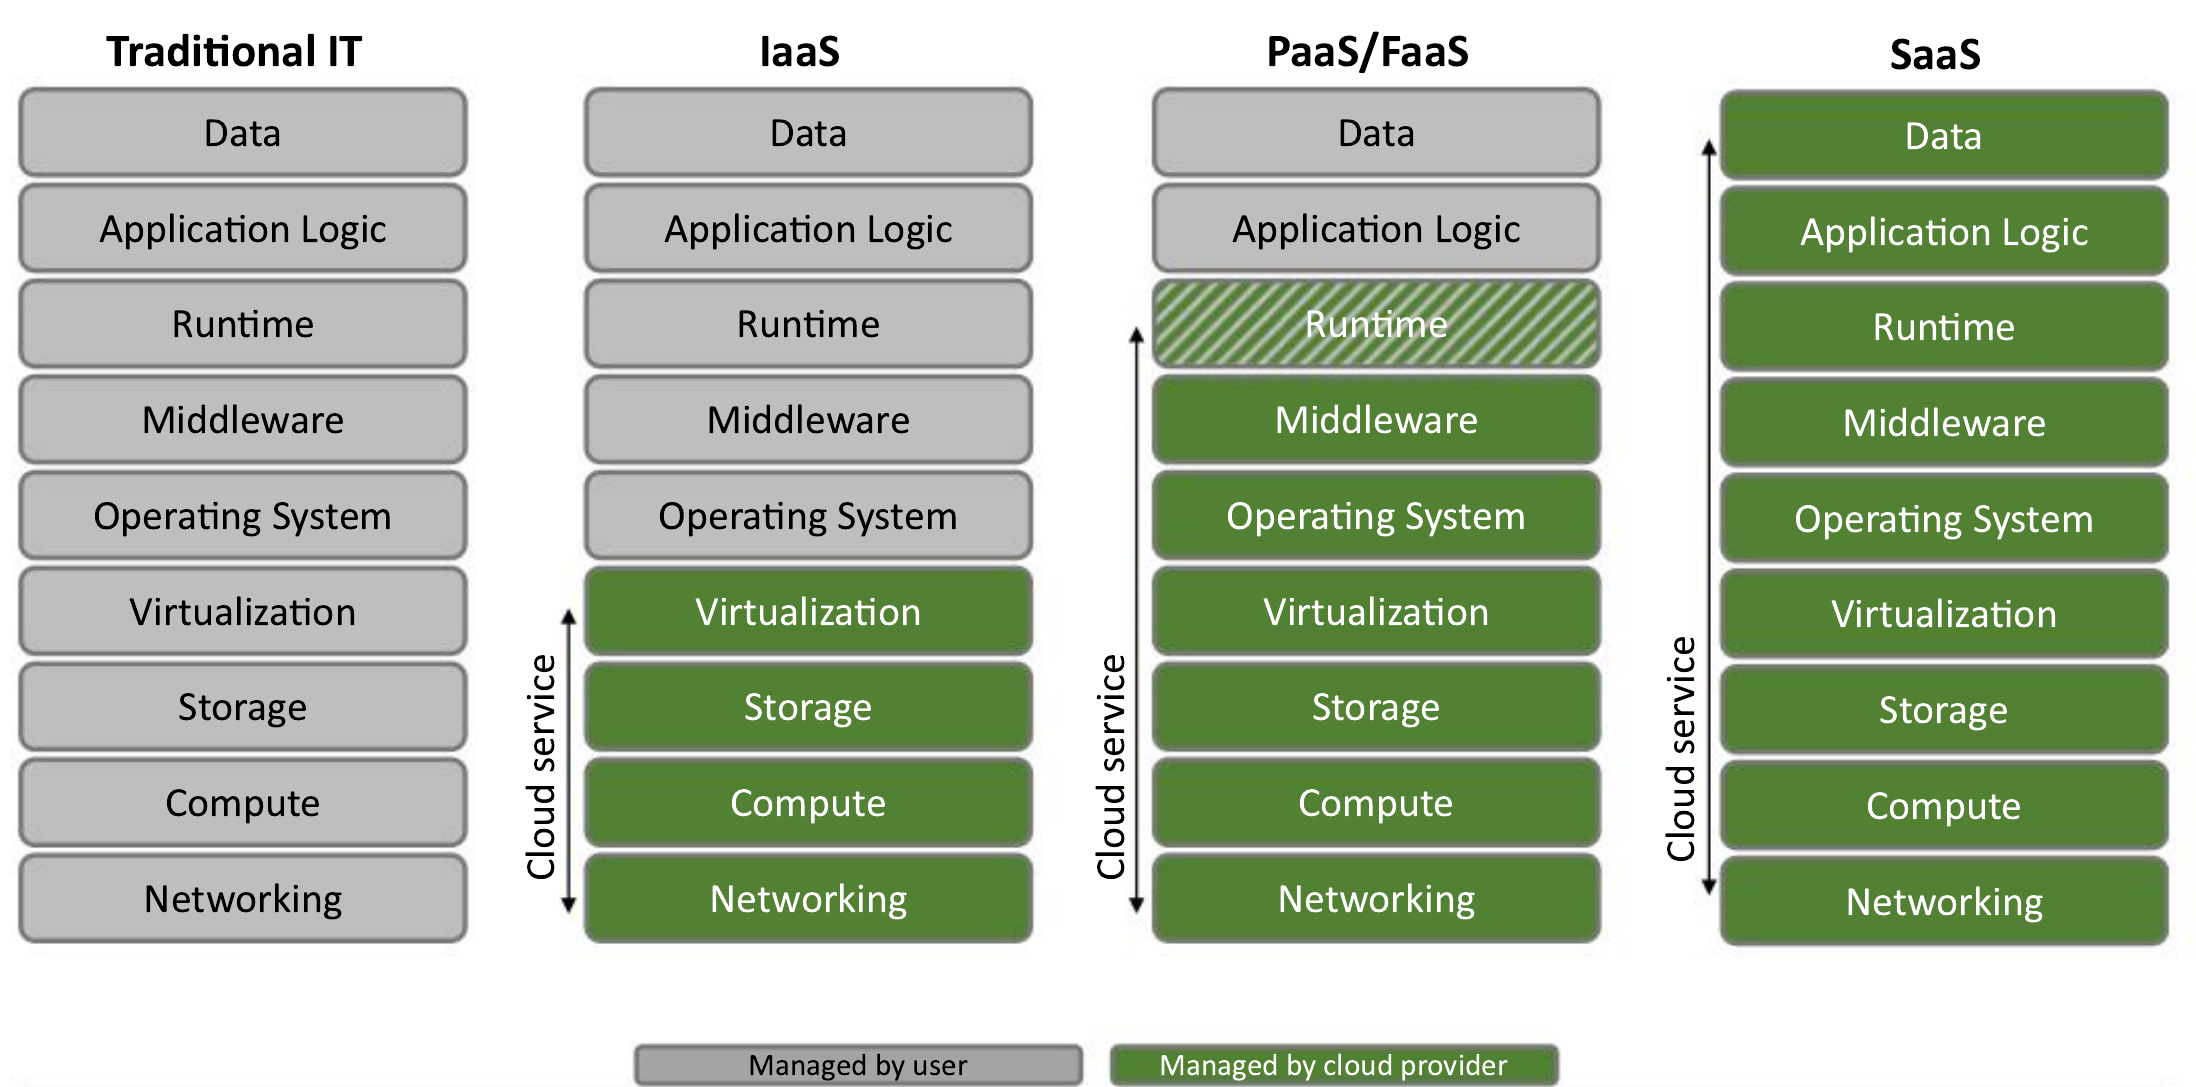 Traditional IT
Data
Application Logic
Runtime
Middleware
Operating System
Virtualization
Storage
Compute
Networking
IaaS
Data
Application Logic
Runtime
Middleware
Operating System
Virtualization
Storage
Compute
Networking
Cloud service
PaaS/FaaS
Data
Application Logic
Runtime
Middleware
Operating System
Virtualization
Storage
Compute
Networking
Cloud service
SaaS
Data
Application Logic
Runtime
Middleware
Operating System
Virtualization
Storage
Compute
Networking
Cloud service
Managed by user
Managed by cloud provider